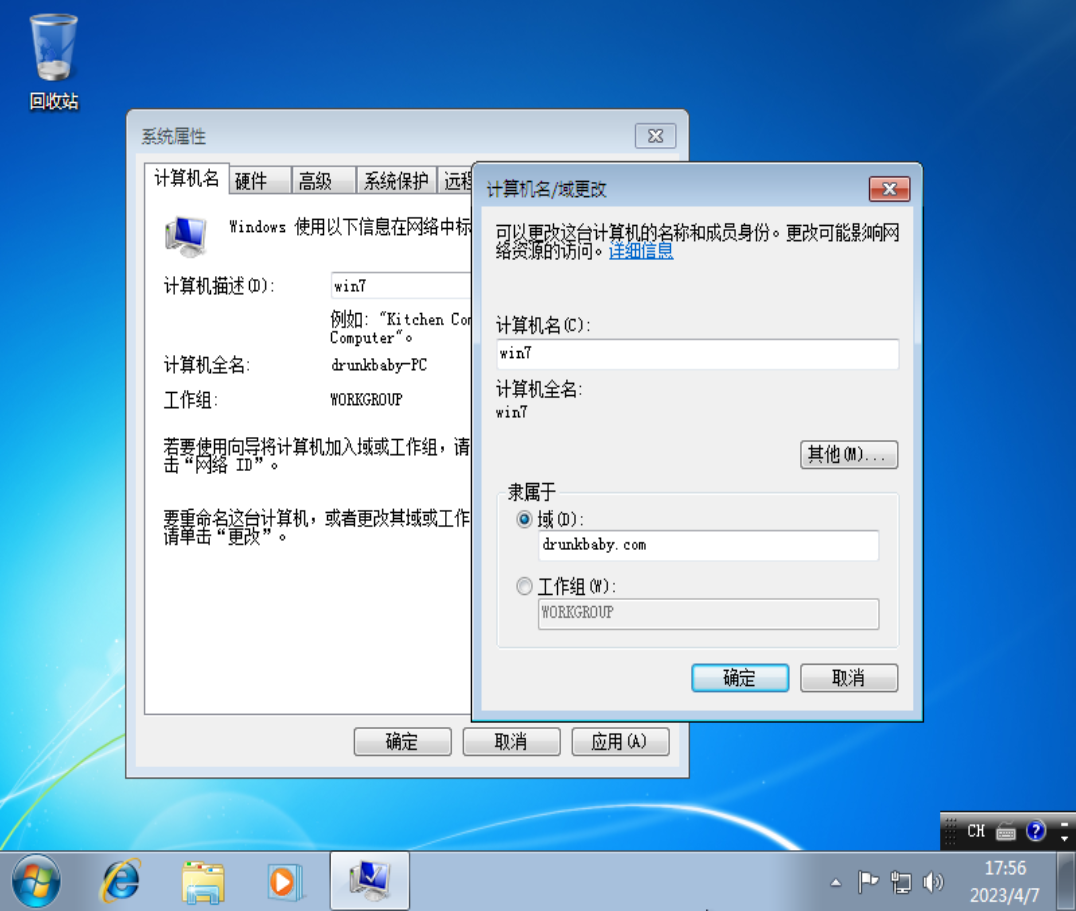 回收站
系统属性
计算机名
硬件
高级
系统保护
远程
Windows 使用以下信息在网络中标
计算机描述(D):
win7
例如: "Kitchen Com
Computer"。
计算机全名:
drunkbaby-PC
工作组:
WORKGROUP
若要使用向导将计算机加入域或工作组，请
击“网络 ID”。
要重命名这台计算机，或者更改其域或工作
请单击“更改”。
确定
取消
应用(A)
计算机名/域更改
可以更改这台计算机的名称和成员身份。更改可能影响网
络资源的访问。详细信息
计算机名(C):
win7
计算机全名:
win7
其他(M)...
隶属于
域(D):
drunkbaby.com
工作组(W):
WORKGROUP
确定
取消
CH
17:56
2023/4/7